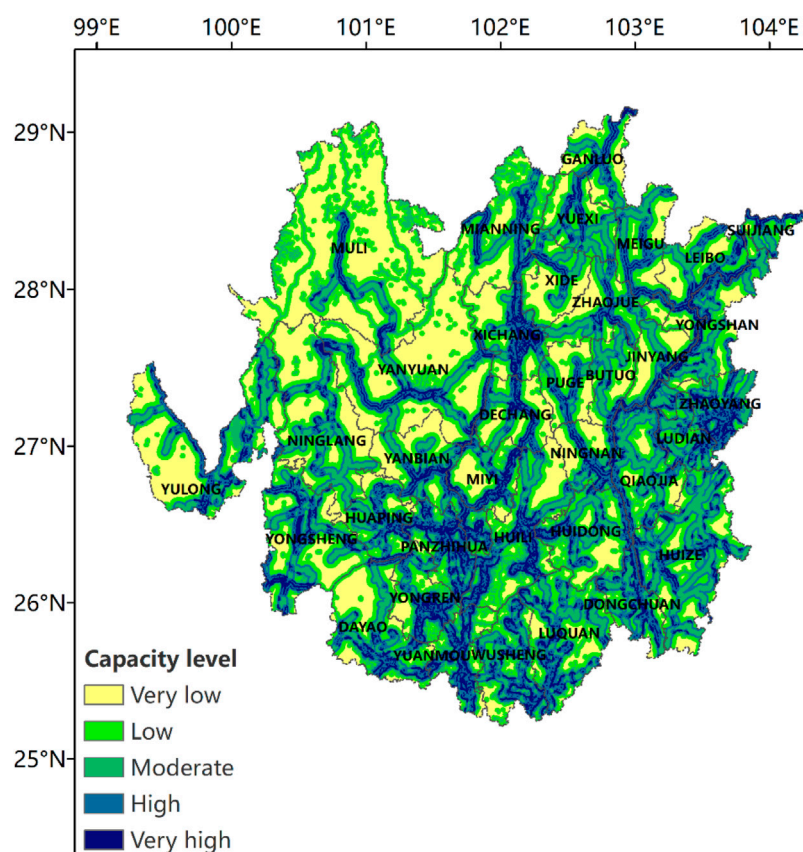 99°E 100°E 101°E 102°E 103°E 104°E
29°N
GANLUO
YUEXI
MIANNING
SUIJIANG
MULI
MEIGU
LEIBO
28°N
XIDE
ZHAOJUE
YONGSHAN
XICHANG
JINYANG
YANYUAN
BUTUO
PUGE
ZHAOYANG
DECHANG
27°N
NINGLANG
LUDIAN
YANBIAN
NINGNAN
MIYI
QIAOJIA
YULONG
HUAPING
YONGSHENG
HUILI
HUIDONG
PANZHIHUA
HUIZE
26°N
YONGREN
DONGCHUAN
DAYAO
LUQUAN
YUANMOU
WUSHENG
Capacity level
Very low
Low
25°N
Moderate
High
Very high